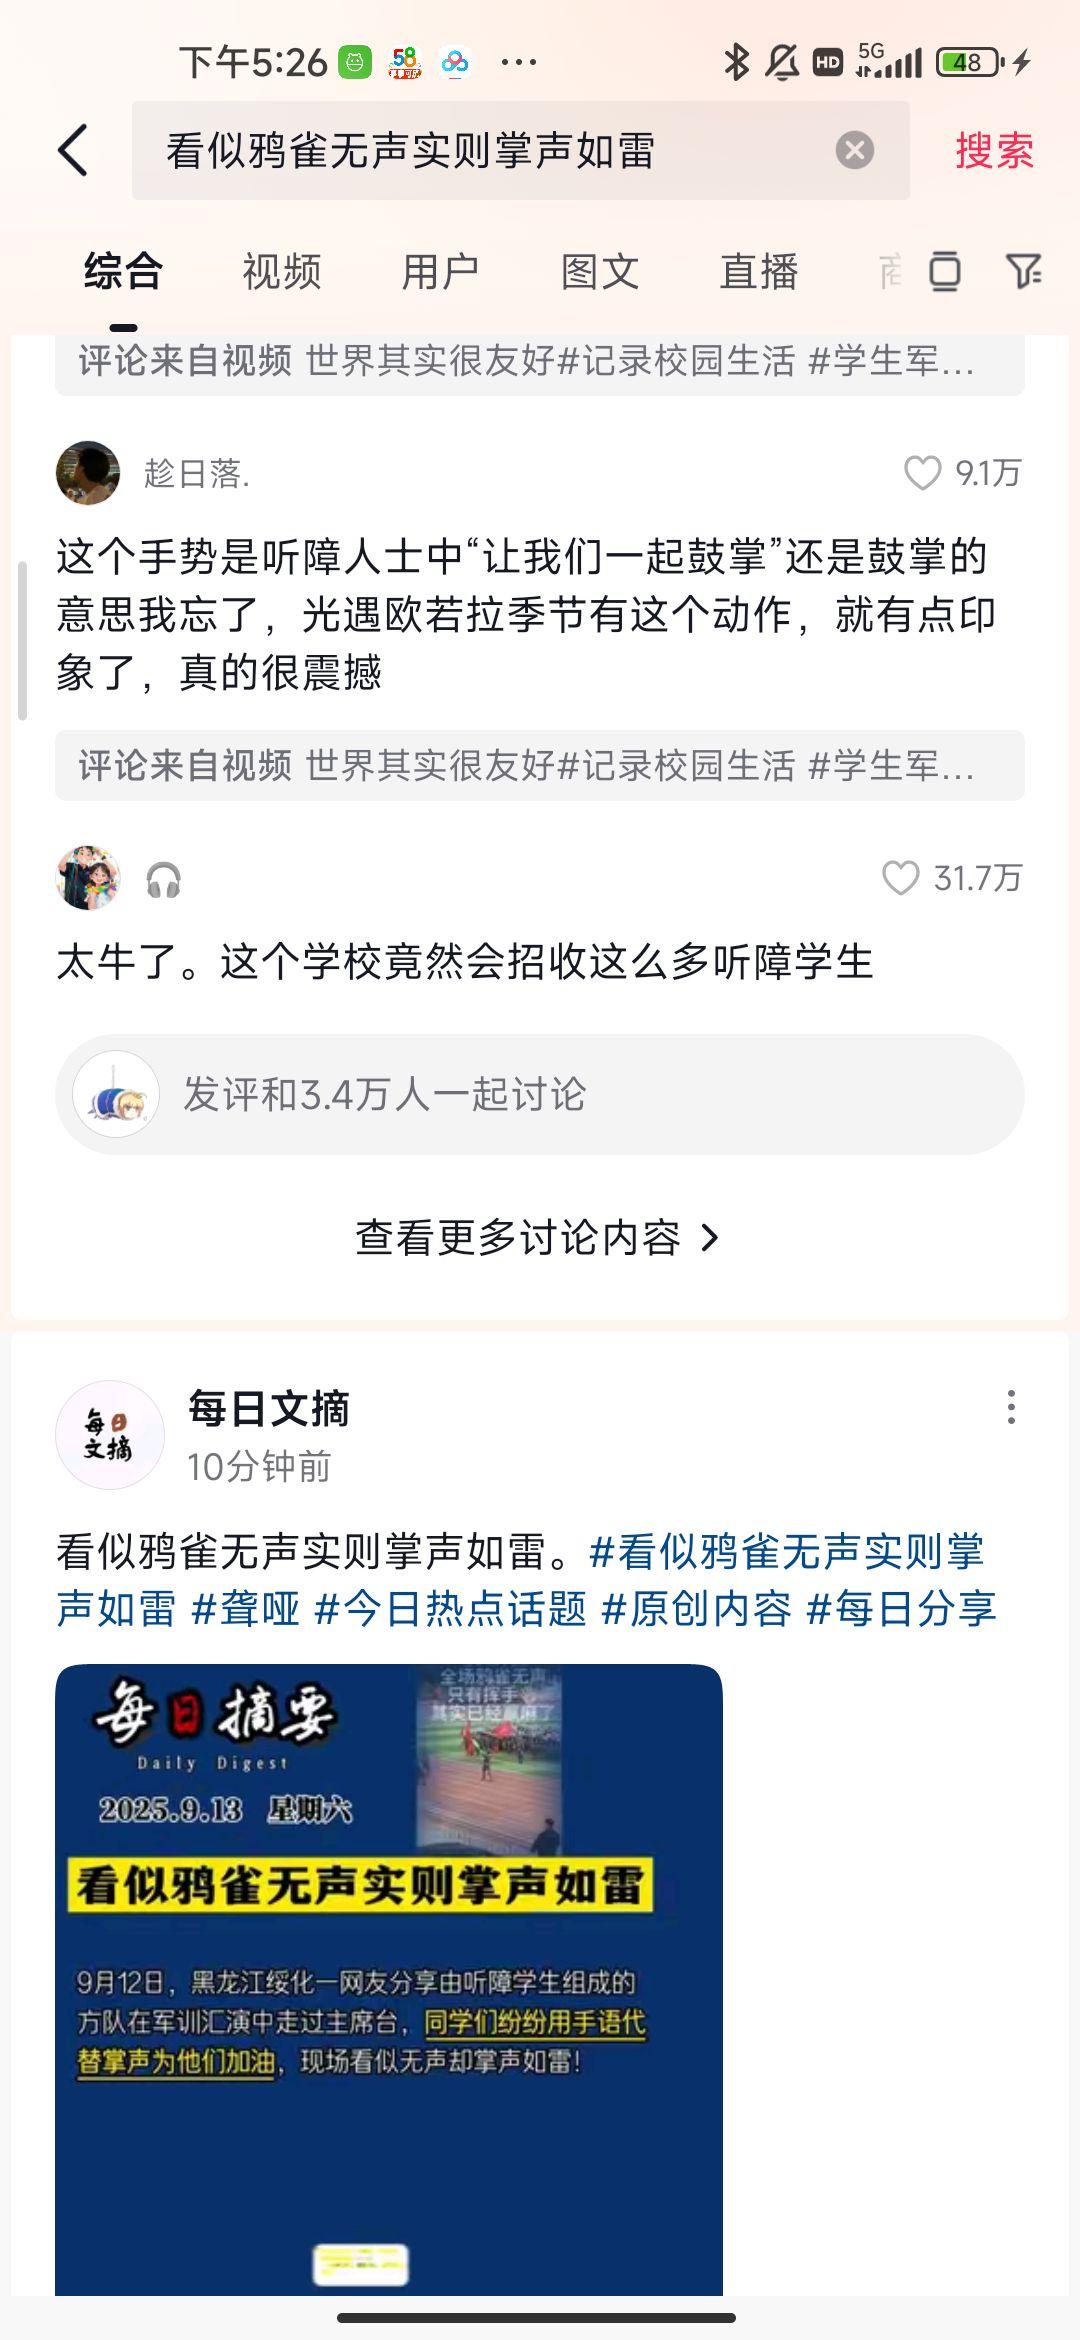 下午5:26 58 ... HD 5G 48
看似鸦雀无声实则掌声如雷 搜索
综合 视频 用户 图文 直播 商
评论来自视频 世界其实很友好#记录校园生活 #学生军...
趁日落. 9.1万
这个手势是听障人士中“让我们一起鼓掌”还是鼓掌的
意思我忘了，光遇欧若拉季节有这个动作，就有点印
象了，真的很震撼
评论来自视频 世界其实很友好#记录校园生活 #学生军...
31.7万
太牛了。这个学校竟然会招收这么多听障学生
发评和3.4万人一起讨论
查看更多讨论内容
每日
文摘
每日文摘
10分钟前
看似鸦雀无声实则掌声如雷。#看似鸦雀无声实则掌
声如雷 #聋哑 #今日热点话题 #原创内容 #每日分享
每日摘要
Daily Digest
2025.9.13 星期六
全场鸦雀无声
只有挥手
看似鸦雀无声实则掌声如雷
9月12日，黑龙江绥化一网友分享由听障学生组成的
方队在军训汇演中走过主席台，同学们纷纷用手语代
替掌声为他们加油，现场看似无声却掌声如雷！